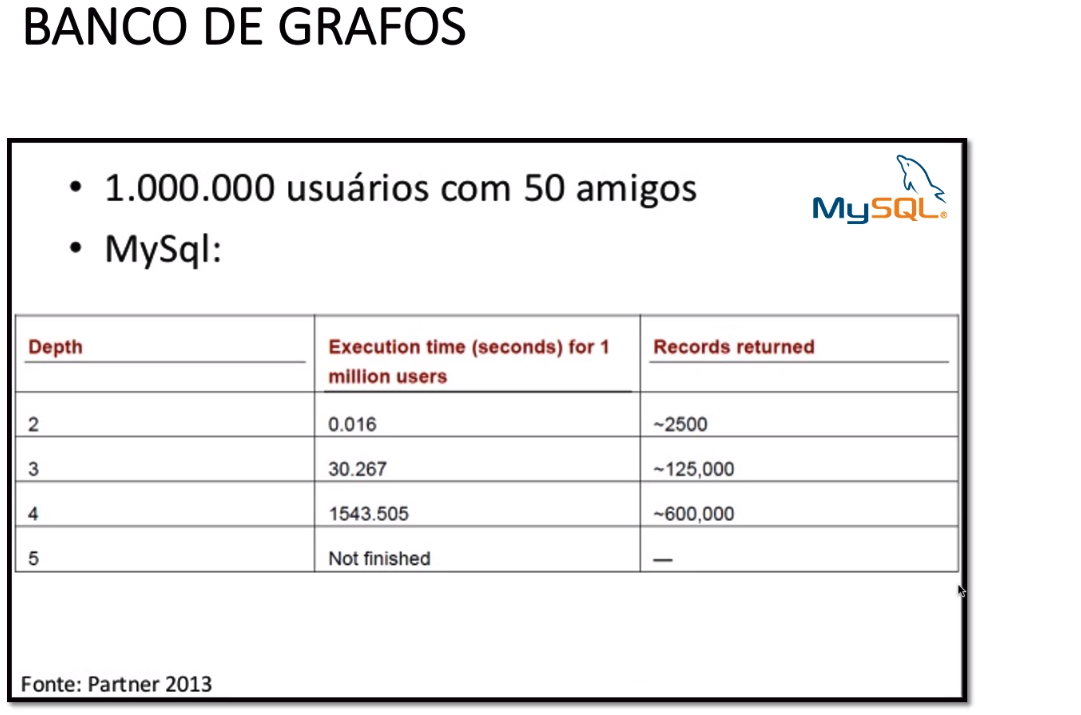 BANCO DE GRAFOS
• 1.000.000 usuários com 50 amigos
MySQL®
• MySql:
Depth
Execution time (seconds) for 1
million users
Records returned
2
0.016
~2500
3
30.267
~125,000
4
1543.505
~600,000
5
Not finished
—
Fonte: Partner 2013